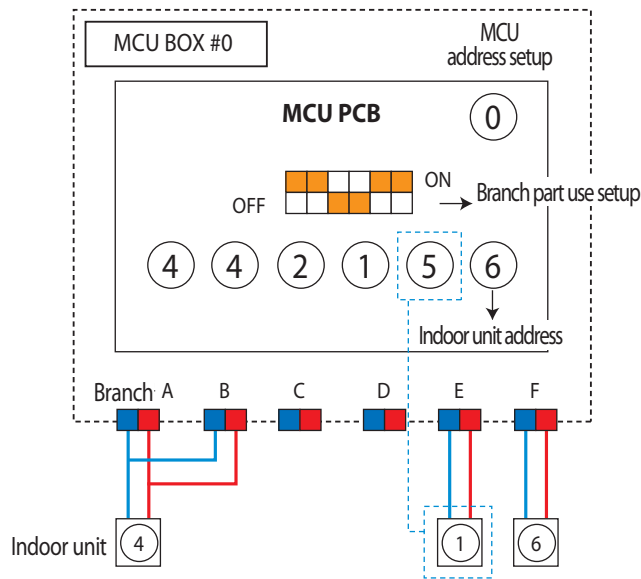 MCU BOX #0
MCU
address setup
MCU PCB
0
ON
OFF
Branch part use setup
4 4 2 1 5 6
Indoor unit address
Branch A B C D E F
Indoor unit 4 1 6